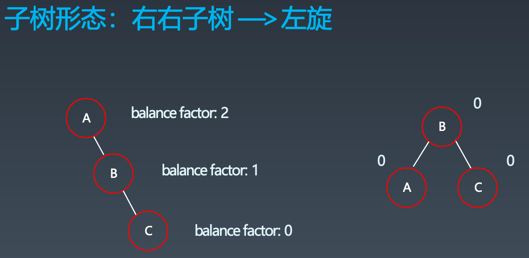 子树形态：右右子树 —> 左旋
A
balance factor: 2
B
balance factor: 1
C
balance factor: 0
0
B
0
0
A
C